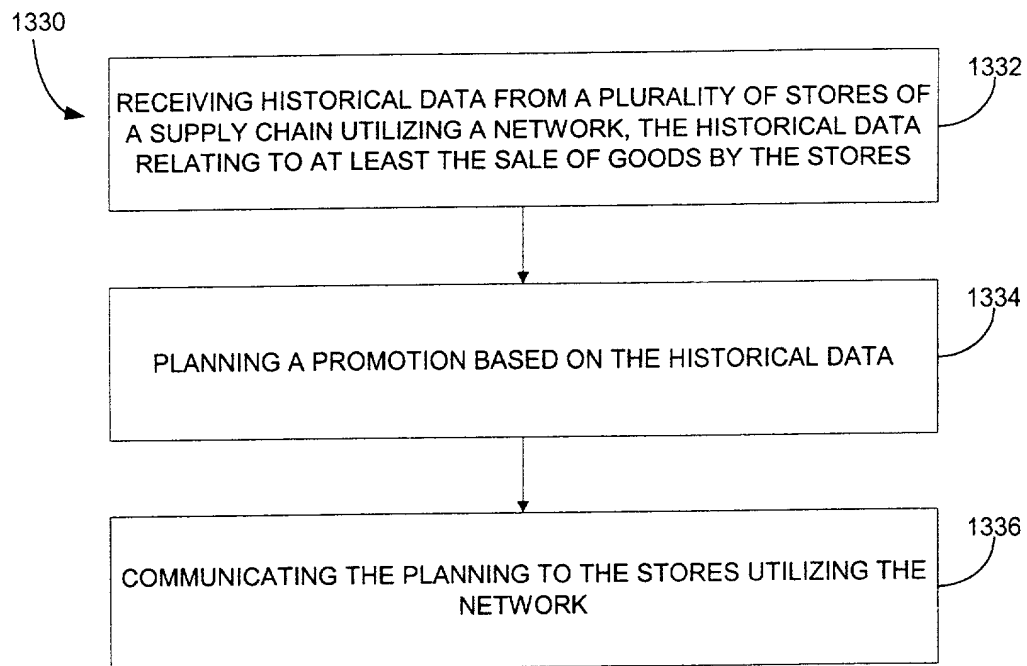 1330
1332
RECEIVING HISTORICAL DATA FROM A PLURALITY OF STORES OF
A SUPPLY CHAIN UTILIZING A NETWORK, THE HISTORICAL DATA
RELATING TO AT LEAST THE SALE OF GOODS BY THE STORES
1334
PLANNING A PROMOTION BASED ON THE HISTORICAL DATA
1336
COMMUNICATING THE PLANNING TO THE STORES UTILIZING THE
NETWORK